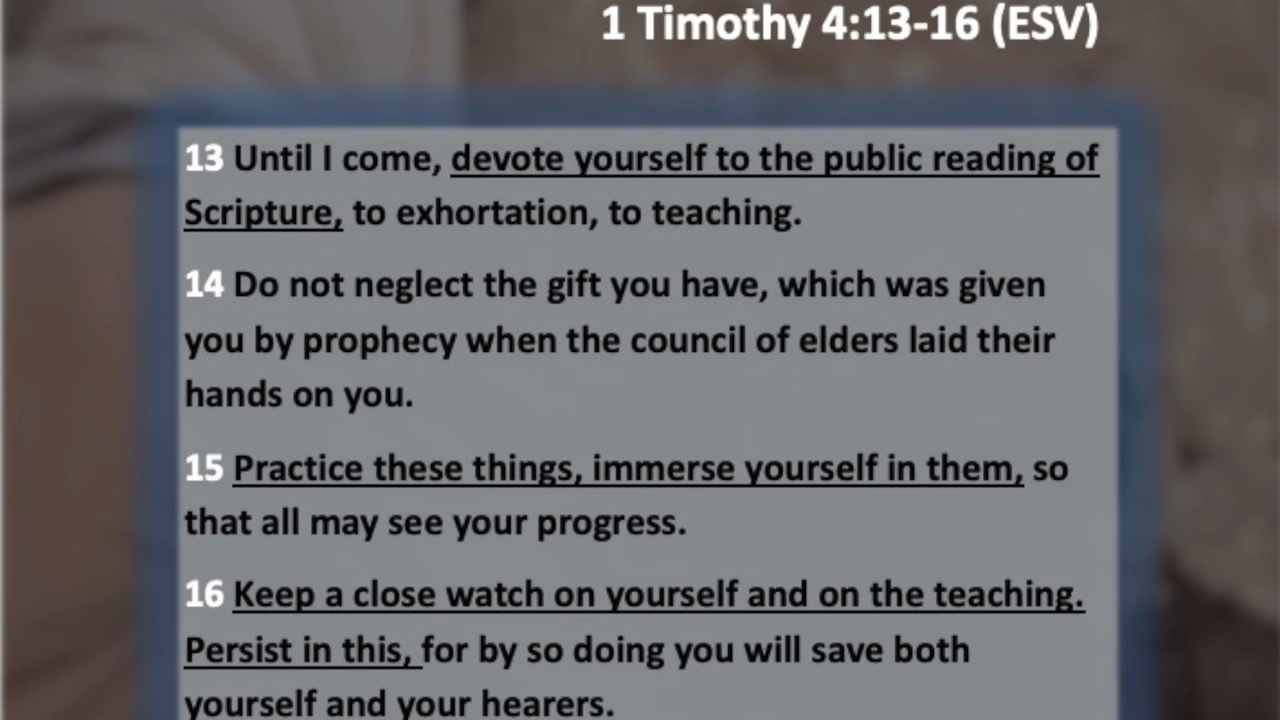 1 Timothy 4:13-16 (ESV)
13 Until I come, devote yourself to the public reading of
Scripture, to exhortation, to teaching.
14 Do not neglect the gift you have, which was given
you by prophecy when the council of elders laid their
hands on you.
15 Practice these things, immerse yourself in them, so
that all may see your progress.
16 Keep a close watch on yourself and on the teaching.
Persist in this, for by so doing you will save both
yourself and your hearers.